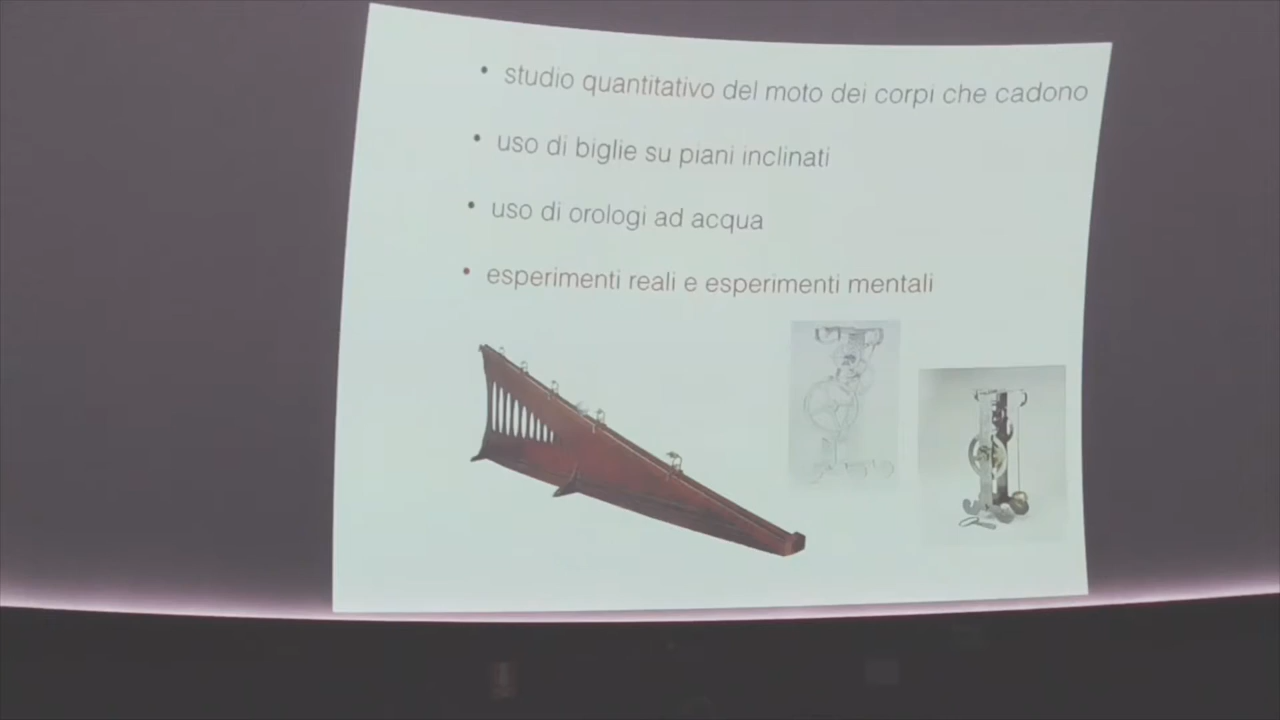 • studio quantitativo del moto dei corpi che cadono
• uso di biglie su piani inclinati
• uso di orologi ad acqua
• esperimenti reali e esperimenti mentali